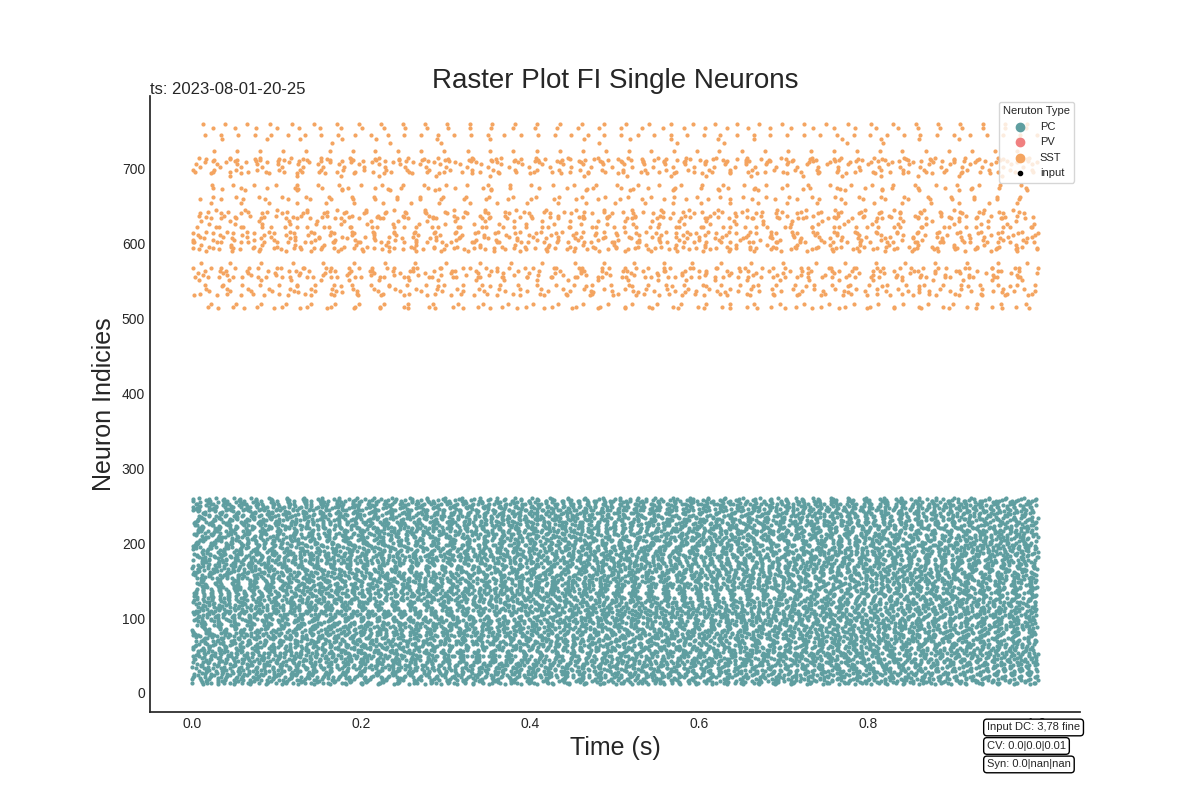 Raster Plot FI Single Neurons
ts: 2023-08-01-20-25
Neruton Type
PC
PV
SST
input
Neuron Indicies
700
600
500
400
300
200
100
0
0.0
0.2
0.4
0.6
0.8
Time (s)
Input DC: 3,78 fine
CV: 0.0|0.0|0.01
Syn: 0.0|nan|nan